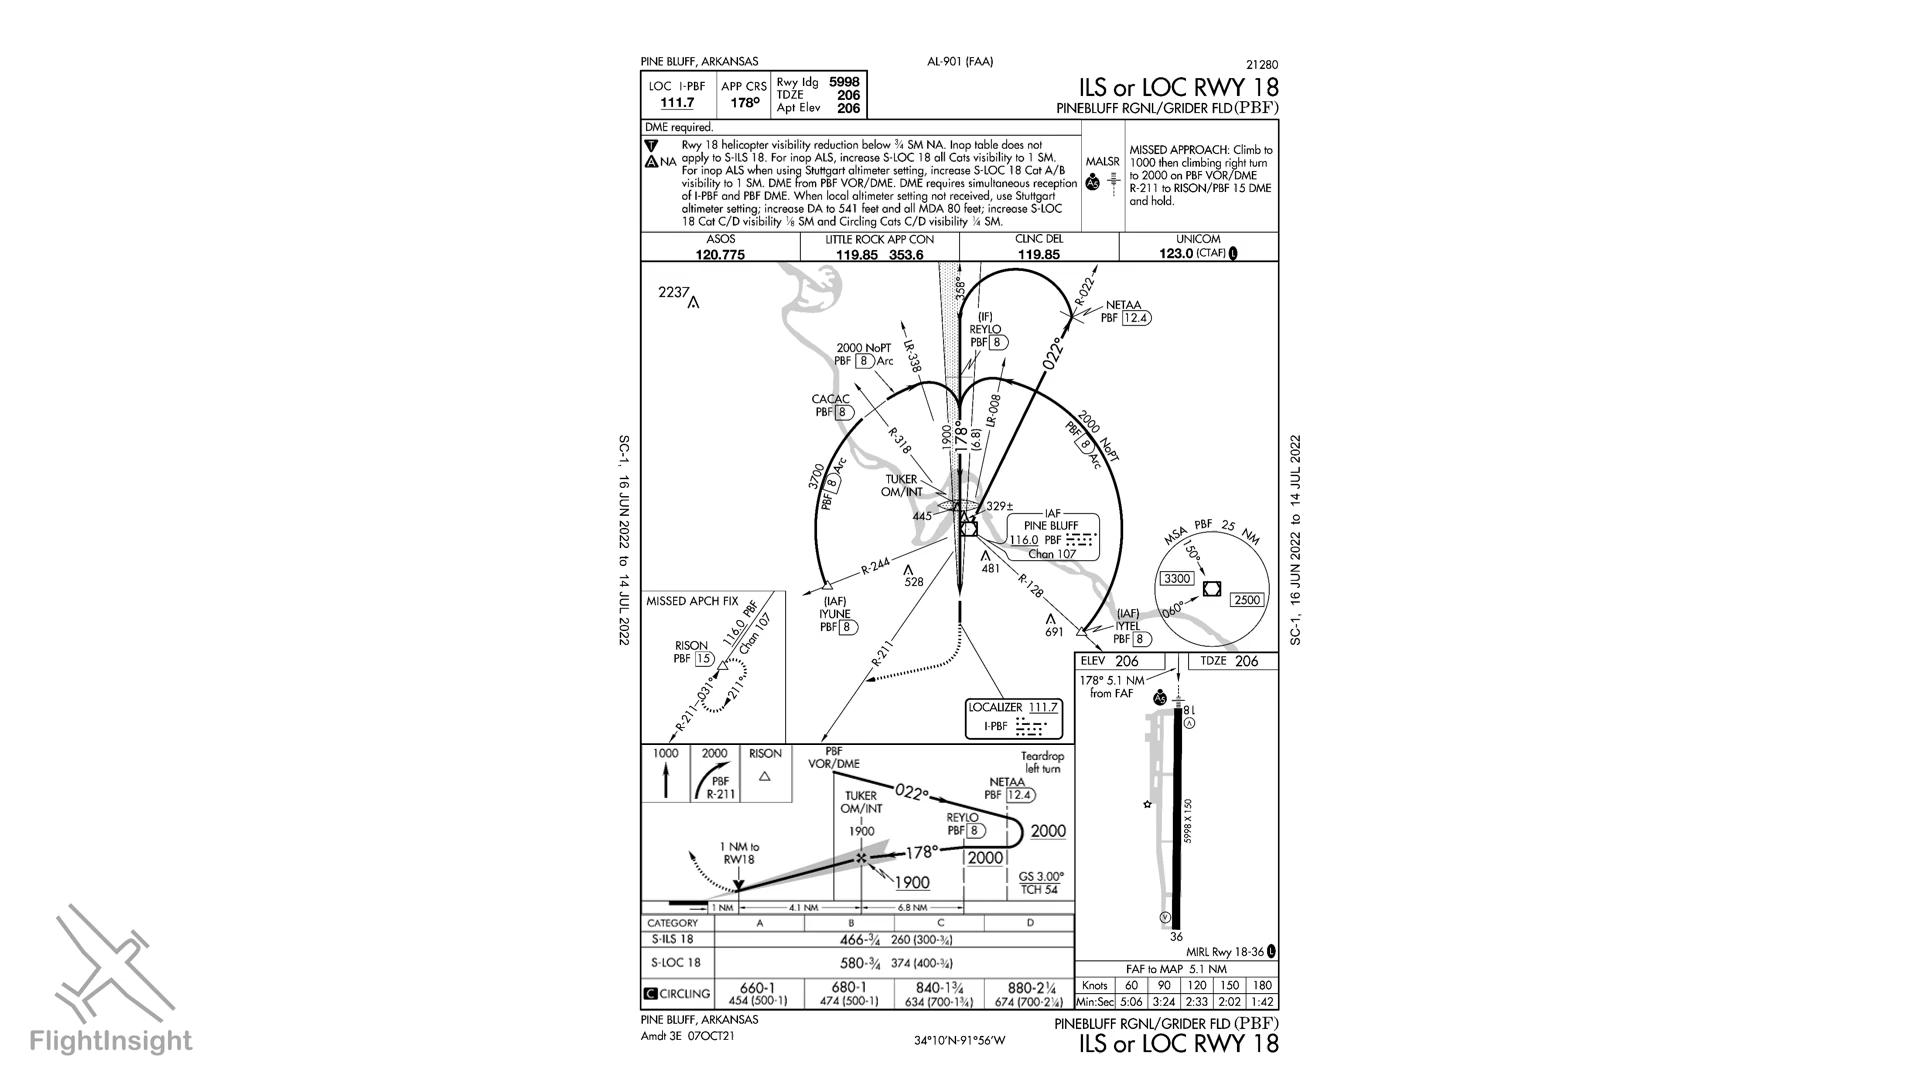 PINE BLUFF, ARKANSAS
AL-901 (FAA)
21280
LOC I-PBF
111.7
APP CRS
178°
Rwy Idg 5998
TDZE 206
Apt Elev 206
ILS or LOC RWY 18
PINEBLUFF RGNL/GRIDER FLD (PBF)
DME required.
T
A NA
Rwy 18 helicopter visibility reduction below ¾ SM NA. Inop table does not
apply to S-ILS 18. For inop ALS, increase S-LOC 18 all Cats visibility to 1 SM.
For inop ALS when using Stuttgart altimeter setting, increase S-LOC 18 Cat A/B
visibility to 1 SM. DME from PBF VOR/DME. DME requires simultaneous reception
of I-PBF and PBF DME. When local altimeter setting not received, use Stuttgart
altimeter setting; increase DA to 541 feet and all MDA 80 feet; increase S-LOC
18 Cat C/D visibility ⅛ SM and Circling Cats C/D visibility ¼ SM.
MALSR
A5
MISSED APPROACH: Climb to
1000 then climbing right turn
to 2000 on PBF VOR/DME
R-211 to RISON/PBF 15 DME
and hold.
ASOS
120.775
LITTLE ROCK APP CON
119.85 353.6
CLNC DEL
119.85
UNICOM
123.0 (CTAF) L
2237
358°
R-022
NETAA
PBF 12.4
(IF)
REYLO
PBF 8
022°
2000 NoPT
PBF 8 Arc
LR-338
CACAC
PBF 8
R-318
1900
178°
(6.8)
LR-008
2000 NoPT
PBF 8 Arc
3700
PBF 8 Arc
TUKER
OM/INT
445
329±
IAF
PINE BLUFF
116.0 PBF
Chan 107
R-244
528
481
R-128
(IAF)
IYUNE
PBF 8
691
(IAF)
IYTEL
PBF 8
R-211
MSA PBF 25 NM
150°
3300
060°
2500
MISSED APCH FIX
116.0 PBF
Chan 107
RISON
PBF 15
031°
211°
R-211
LOCALIZER 111.7
I-PBF
ELEV 206
TDZE 206
178° 5.1 NM
from FAF
A5
18
V
5998 X 150
V
36
MIRL Rwy 18-36 L
FAF to MAP 5.1 NM
Knots 60 90 120 150 180
Min:Sec 5:06 3:24 2:33 2:02 1:42
1000
2000
PBF
R-211
RISON
PBF
VOR/DME
Teardrop
left turn
022°
NETAA
PBF 12.4
TUKER
OM/INT
1900
REYLO
PBF 8
2000
178°
2000
1900
1 NM to
RW18
GS 3.00°
TCH 54
1 NM
4.1 NM
6.8 NM
CATEGORY A B C D
S-ILS 18 466-¾ 260 (300-¾)
S-LOC 18 580-¾ 374 (400-¾)
C CIRCLING
660-1
454 (500-1)
680-1
474 (500-1)
840-1¾
634 (700-1¾)
880-2¼
674 (700-2¼)
PINE BLUFF, ARKANSAS
Amdt 3E 07OCT21
34°10'N-91°56'W
PINEBLUFF RGNL/GRIDER FLD (PBF)
ILS or LOC RWY 18
SC-1, 16 JUN 2022 to 14 JUL 2022
SC-1, 16 JUN 2022 to 14 JUL 2022
FlightInsight